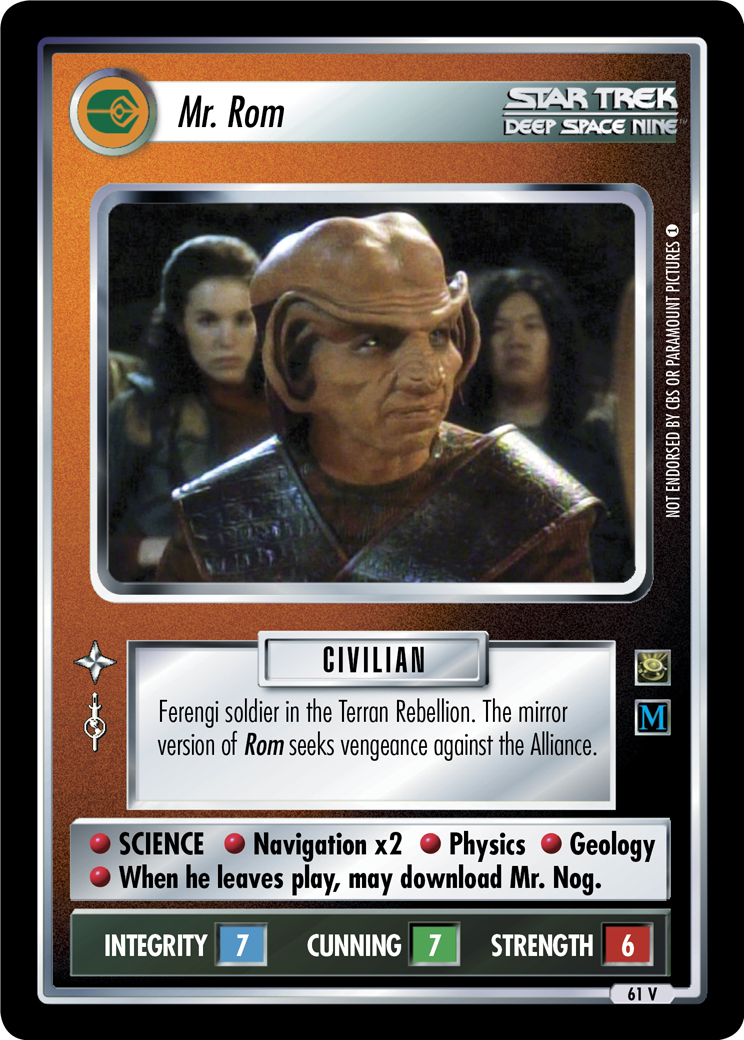 Mr. Rom
STAR TREK
DEEP SPACE NINE™
NOT ENDORSED BY CBS OR PARAMOUNT PICTURES 1
CIVILIAN
Ferengi soldier in the Terran Rebellion. The mirror
version of Rom seeks vengeance against the Alliance.
M
SCIENCE Navigation x2 Physics Geology
When he leaves play, may download Mr. Nog.
INTEGRITY 7 CUNNING 7 STRENGTH 6
61 V